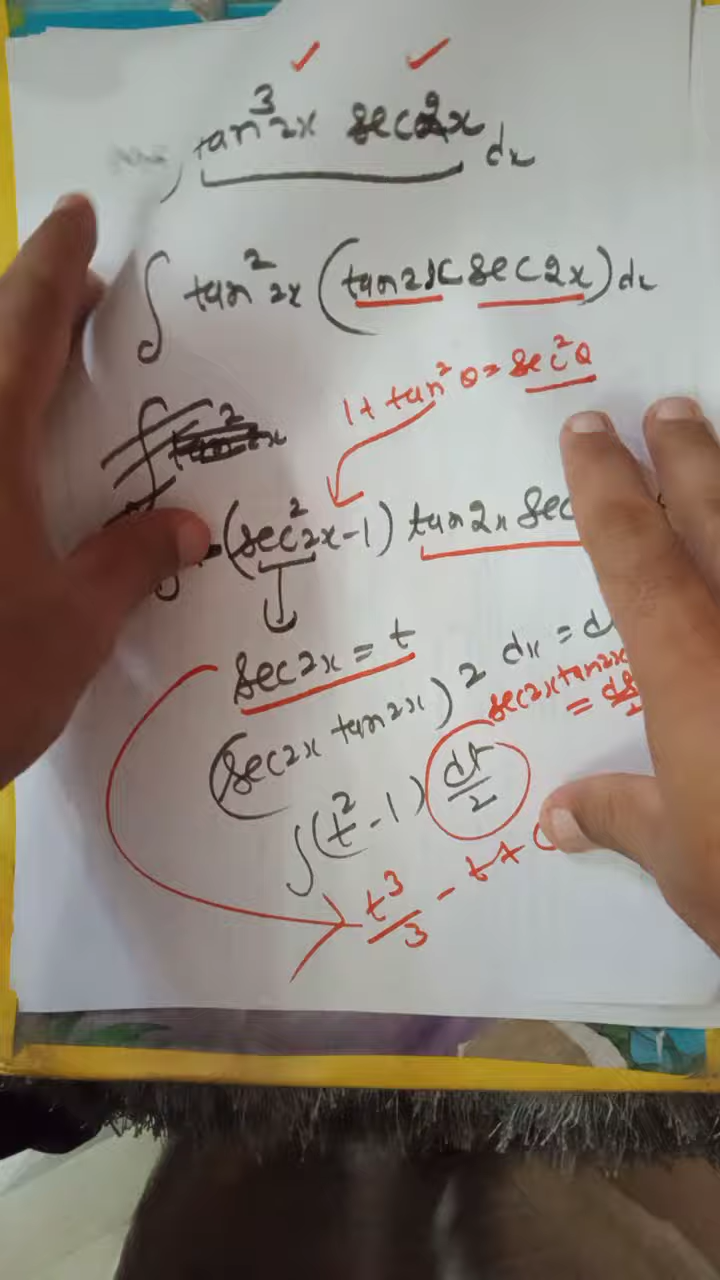 tan³2x sec2x dx
∫ tan²2x (tan2x sec2x) dx
1 + tan²θ = sec²θ
(sec²2x-1) tan2x sec
sec2x = t
(sec2x tan2x) 2 dx = d
sec2x tan2x
=
∫(t²-1) dt/2
t³/3 - t +